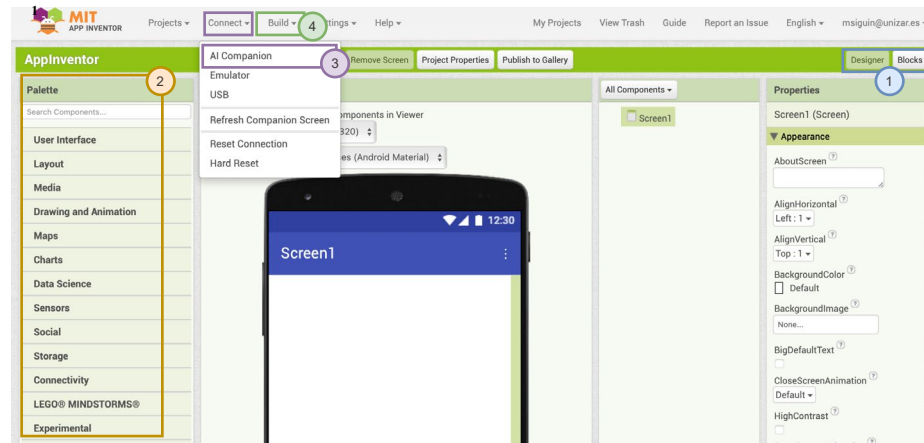 1
MIT
APP INVENTOR
Projects
Connect
Build
Help
My Projects
View Trash
Guide
Report an Issue
English
msiguin@unizar.es
4
AppInventor
AI Companion
3
Remove Screen
Project Properties
Publish to Gallery
Designer
Blocks
1
Palette
2
Emulator
USB
All Components
Properties
Search Components...
Refresh Companion Screen
omponents in Viewer
Screen1
Screen1 (Screen)
User Interface
320)
Appearance
Reset Connection
Layout
Hard Reset
es (Android Material)
AboutScreen
Media
Drawing and Animation
AlignHorizontal
Left : 1
Maps
12:30
AlignVertical
Charts
Screen1
Top : 1
Data Science
BackgroundColor
Default
Sensors
BackgroundImage
Social
None...
Storage
BigDefaultText
Connectivity
CloseScreenAnimation
LEGO® MINDSTORMS®
Default
Experimental
HighContrast